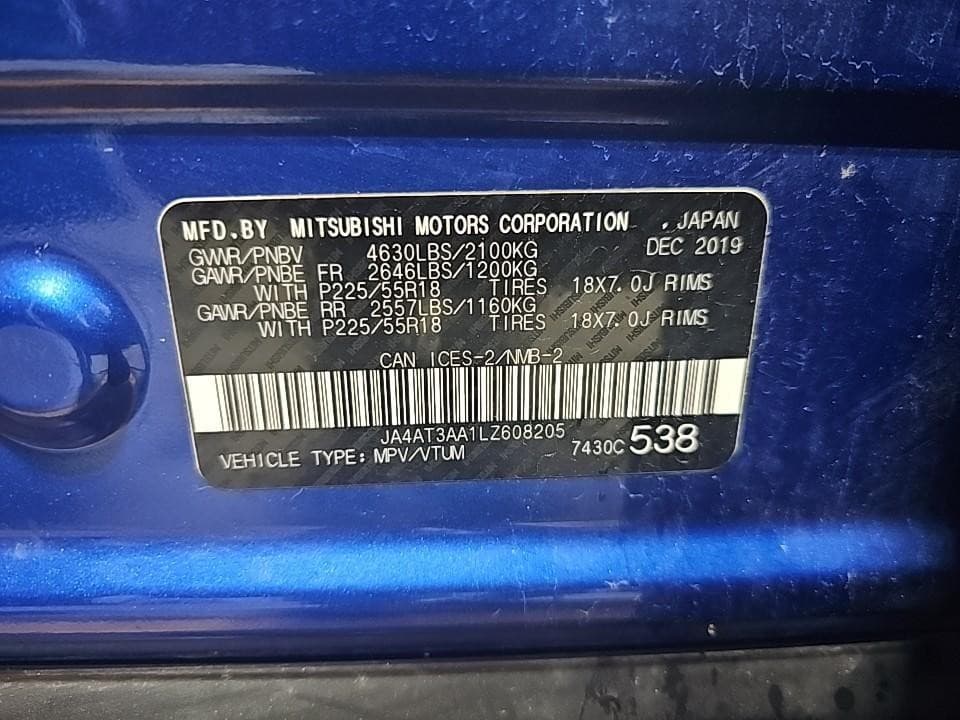 MFD.BY MITSUBISHI MOTORS CORPORATION , JAPAN
GVWR/PNBV 4630LBS/2100KG DEC 2019
GAWR/PNBE FR 2646LBS/1200KG
WITH P225/55R18 TIRES 18X7.0J RIMS
GAWR/PNBE RR 2557LBS/1160KG
WITH P225/55R18 TIRES 18X7.0J RIMS
CAN ICES-2/NMB-2
JA4AT3AA1LZ608205
VEHICLE TYPE: MPV/VTUM 7430C 538